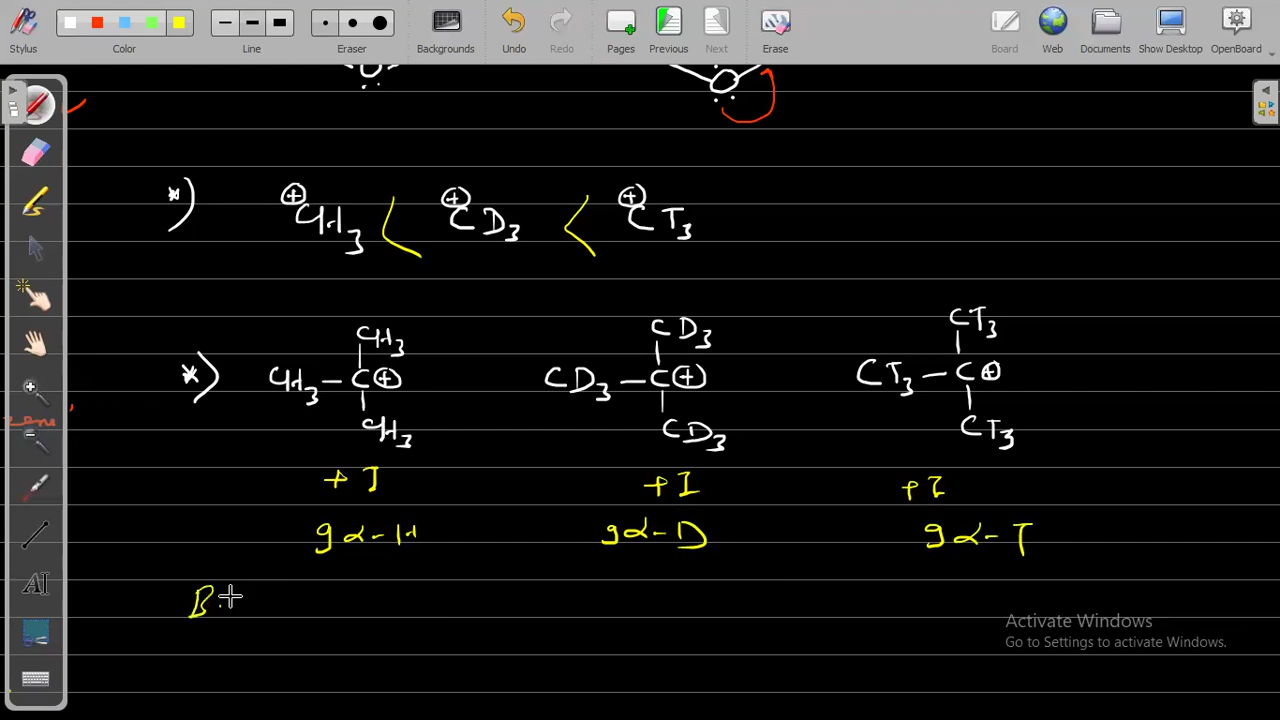 Stylus Color Line Eraser Backgrounds Undo Redo Pages Previous Next Erase Board Web Documents Show Desktop OpenBoard
O O
*) ⊕CH3 < ⊕CD3 < ⊕CT3
CH3 CD3 CT3
*) CH3–C⊕ CD3–C⊕ CT3–C⊕
CH3 CD3 CT3
+I +I +I
9α–H 9α–D 9α–T
B.
Activate Windows
Go to Settings to activate Windows.